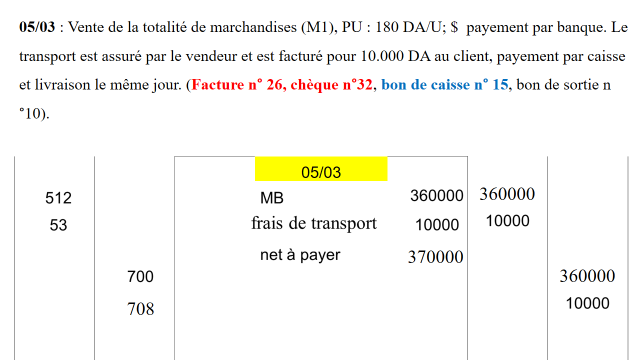 05/03 : Vente de la totalité de marchandises (M1), PU : 180 DA/U; $ payement par banque. Le
transport est assuré par le vendeur et est facturé pour 10.000 DA au client, payement par caisse
et livraison le même jour. (Facture n° 26, chèque n°32, bon de caisse n° 15, bon de sortie n
°10).
05/03
512 MB 360000 360000
53 frais de transport 10000 10000
net à payer 370000
700 360000
708 10000